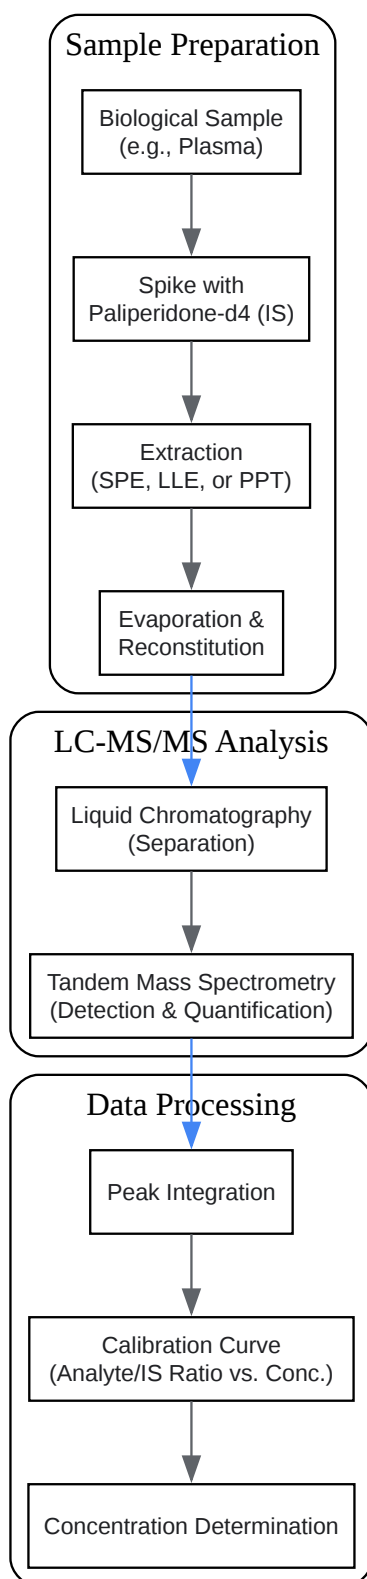 Sample Preparation
Biological Sample
(e.g., Plasma)
Spike with
Paliperidone-d4 (IS)
Extraction
(SPE, LLE, or PPT)
Evaporation &
Reconstitution
LC-MS/MS Analysis
Liquid Chromatography
(Separation)
Tandem Mass Spectrometry
(Detection & Quantification)
Data Processing
Peak Integration
Calibration Curve
(Analyte/IS Ratio vs. Conc.)
Concentration Determination